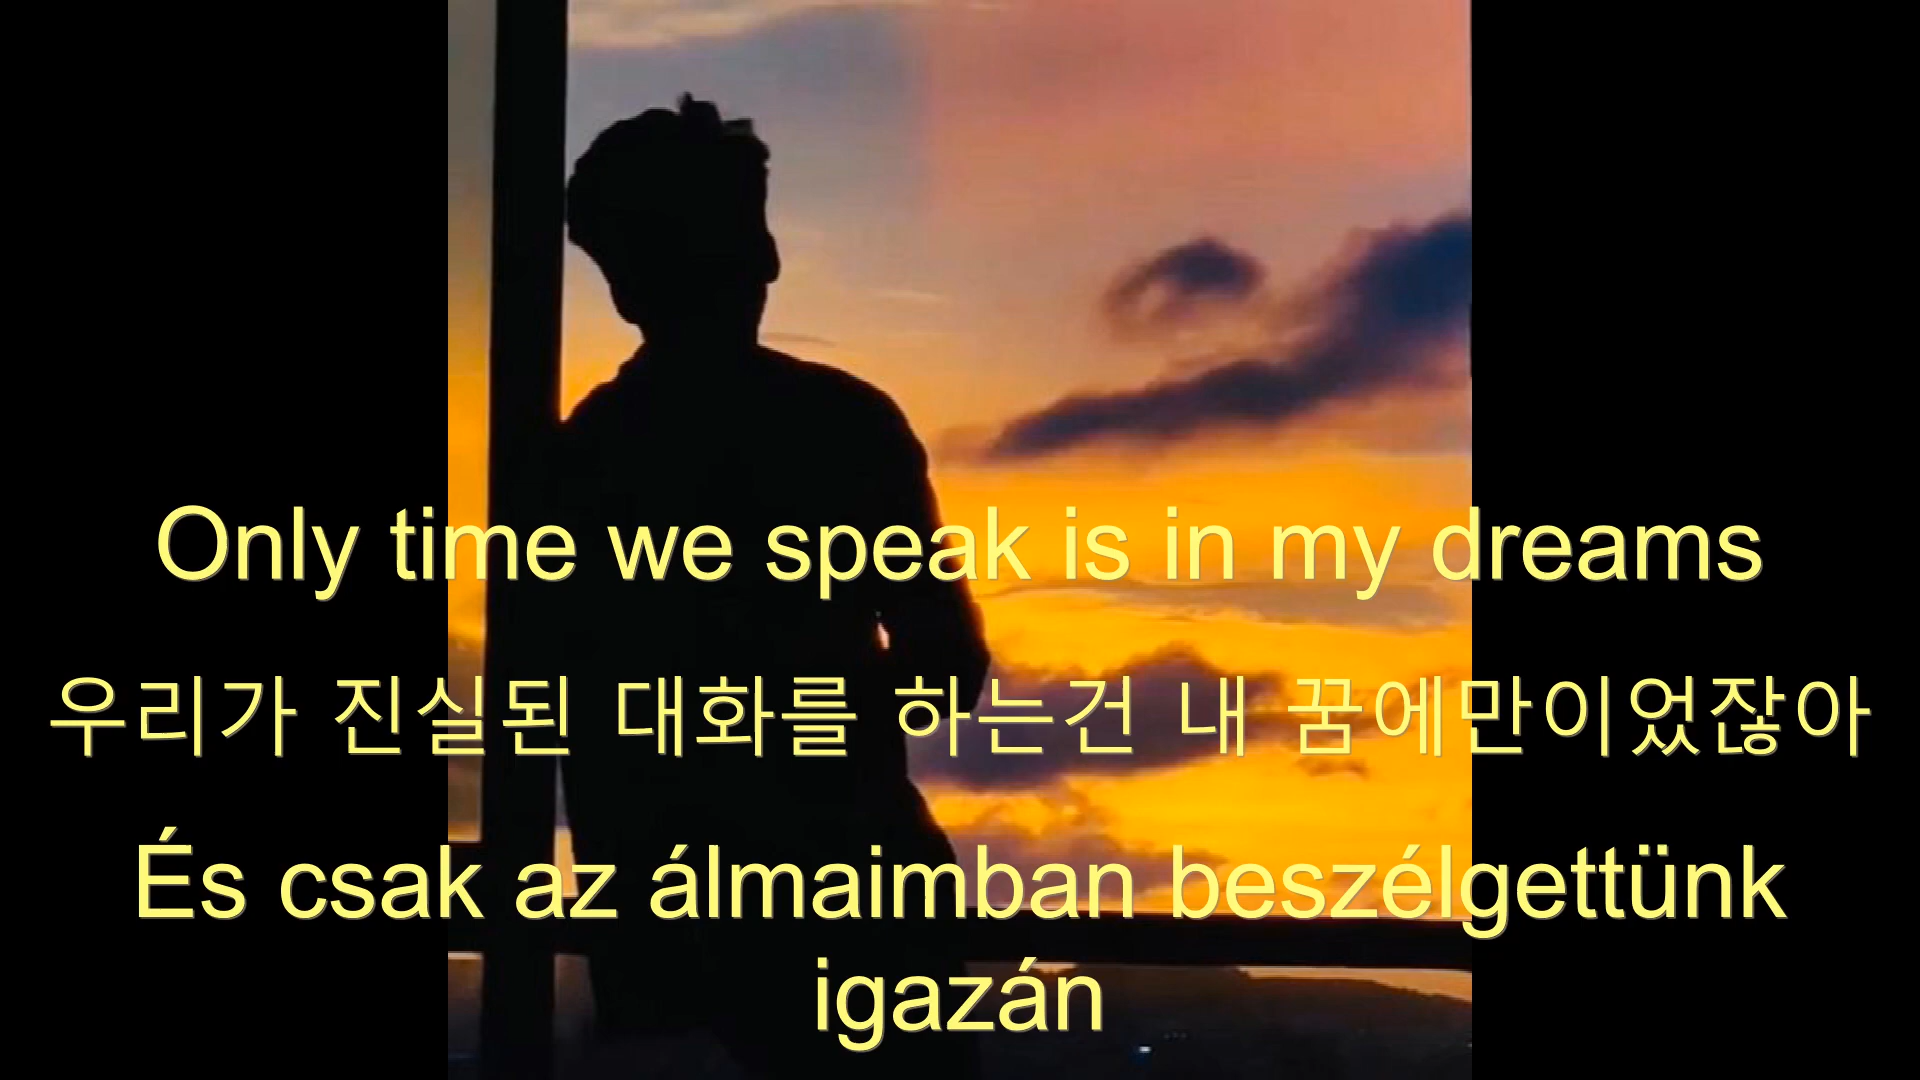 Only time we speak is in my dreams
우리가 진실된 대화를 하는건 내 꿈에만이었잖아
És csak az álmaimban beszélgettünk
igazán